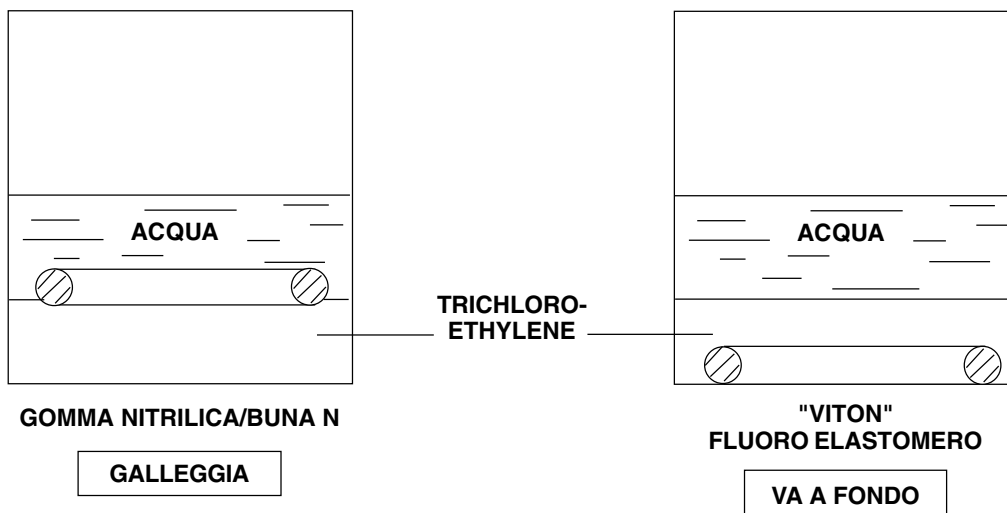 ACQUA
ACQUA
TRICHLORO-
ETHYLENE
GOMMA NITRILICA/BUNA N
GALLEGGIA
"VITON"
FLUORO ELASTOMERO
VA A FONDO